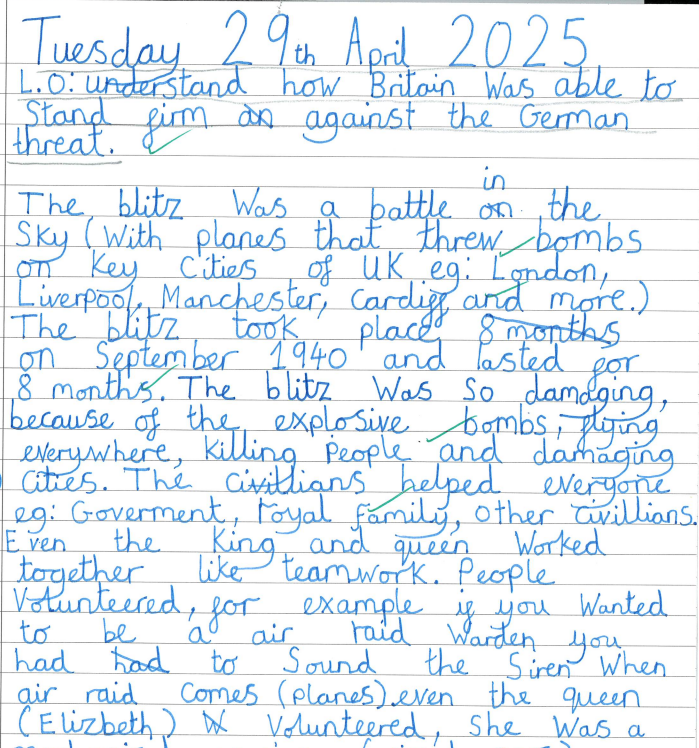 Tuesday 29th April 2025
L.O: understand how Britain was able to
Stand firm an against the German
threat.
in
The blitz was a battle on the
Sky (With planes that threw bombs
on key cities of UK eg: London,
Liverpool, Manchester, Cardiff and more.)
The blitz took place 8 months
on September 1940 and lasted for
8 months. The blitz was so damaging,
because of the explosive bombs, flying
everywhere, killing people and damaging
cities. The civillians helped everyone
eg: Goverment, royal family, other civillians.
Even the King and queen worked
together like teamwork. People
Volunteered, for example if you wanted
to be a air raid warden you
had had to sound the siren when
air raid comes (planes). even the queen
(Elizbeth) W Volunteered, she was a